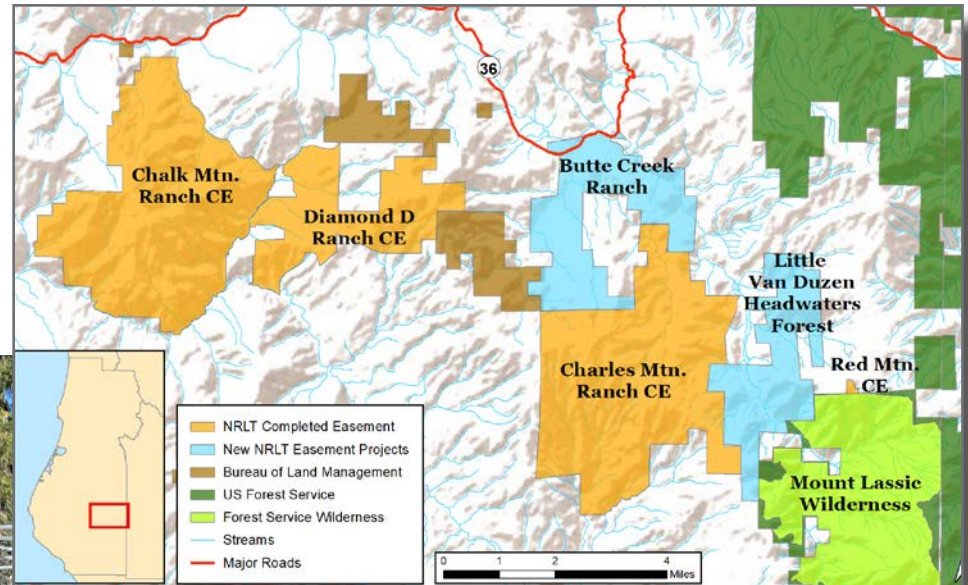 36
Chalk Mtn.
Ranch CE
Diamond D
Ranch CE
Butte Creek
Ranch
Little
Van Duzen
Headwaters
Forest
Charles Mtn.
Ranch CE
Red Mtn.
CE
Mount Lassic
Wilderness
NRLT Completed Easement
New NRLT Easement Projects
Bureau of Land Management
US Forest Service
Forest Service Wilderness
Streams
Major Roads
0 1 2 4
Miles